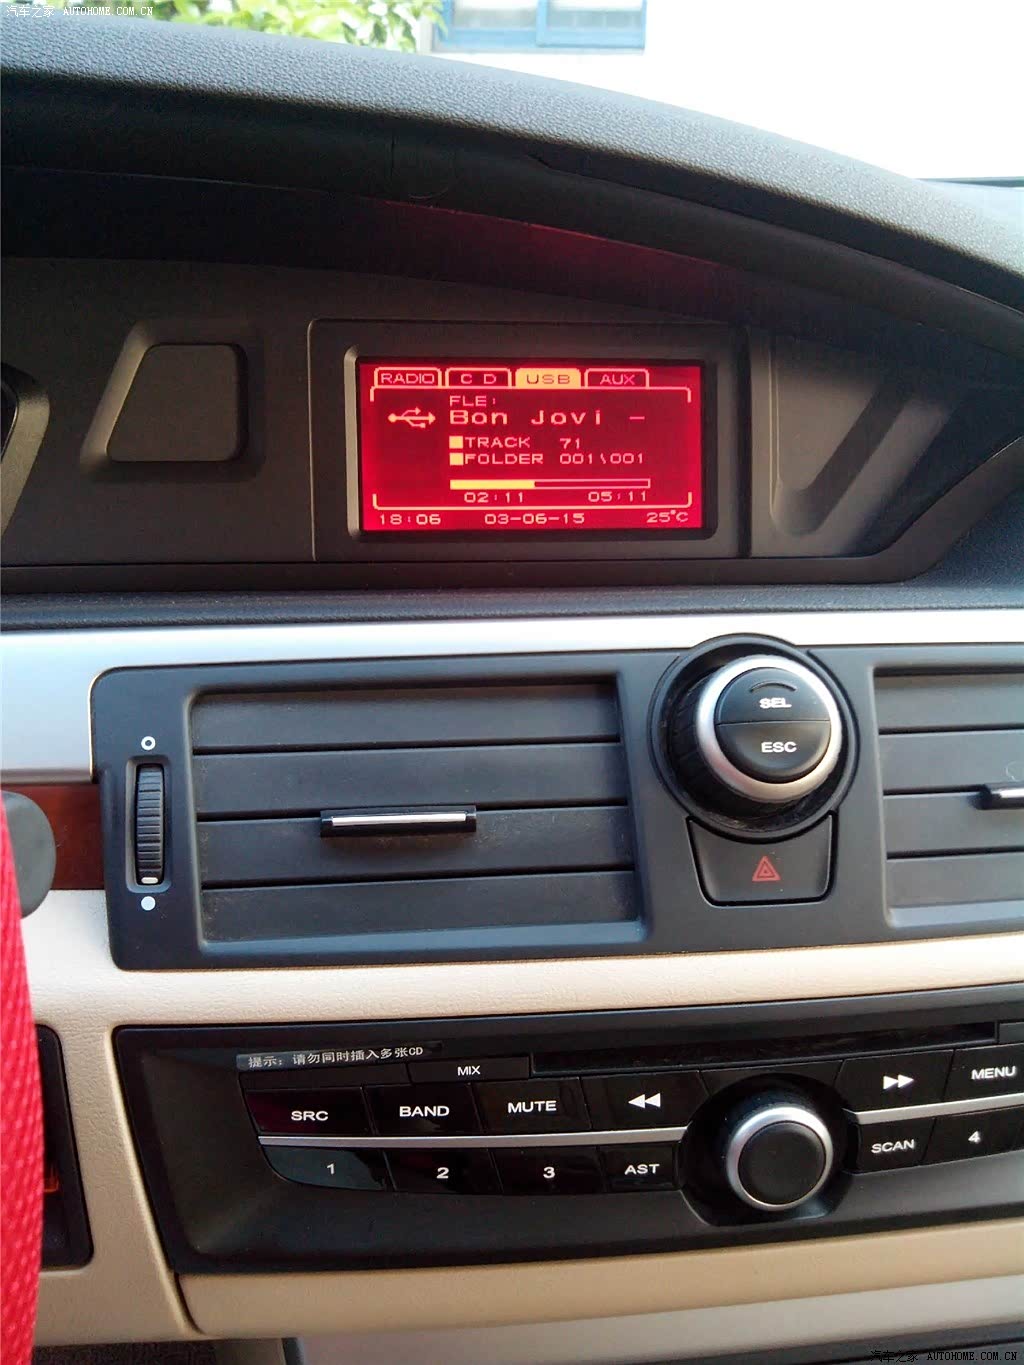 汽车之家 AUTOHOME.COM.CN
RADIO CD USB AUX
FLE:
Bon Jovi -
TRACK 71
FOLDER 001\001
02:11 05:11
18:06 03-06-15 25°C
SEL
ESC
提示：请勿同时插入多张CD
MIX
MENU
SRC BAND MUTE
1 2 3 AST SCAN 4
汽车之家 AUTOHOME.COM.CN